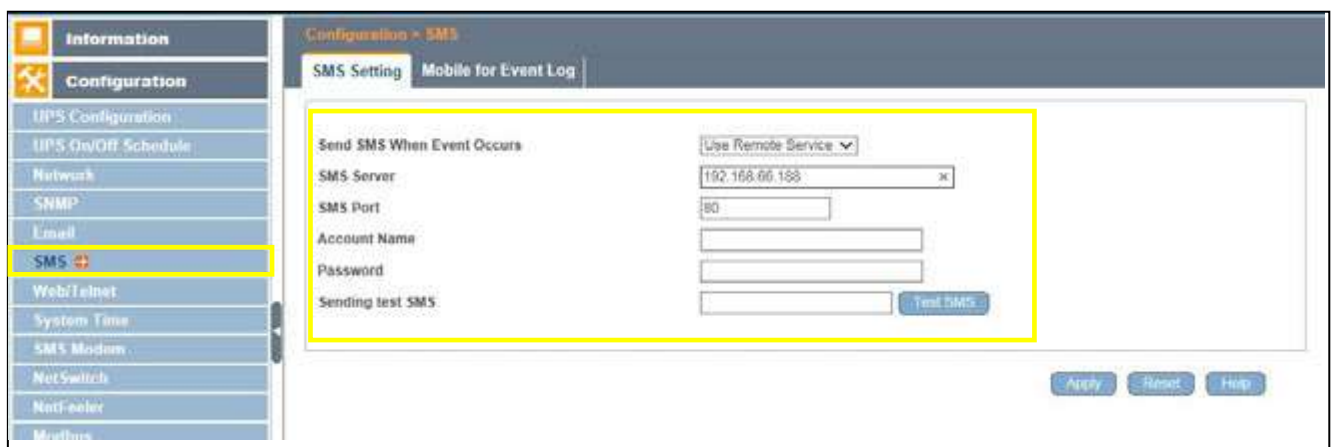 Information
Configuration
UPS Configuration
UPS On/Off Schedule
Network
SNMP
Email
SMS
Web/Telnet
System Time
SMS Modem
NetSwitch
NetFeeler
Modbus
Configuration > SMS
SMS Setting Mobile for Event Log
Send SMS When Event Occurs Use Remote Service
SMS Server 192.168.66.188 ×
SMS Port 80
Account Name
Password
Sending test SMS Test SMS
Apply Reset Help